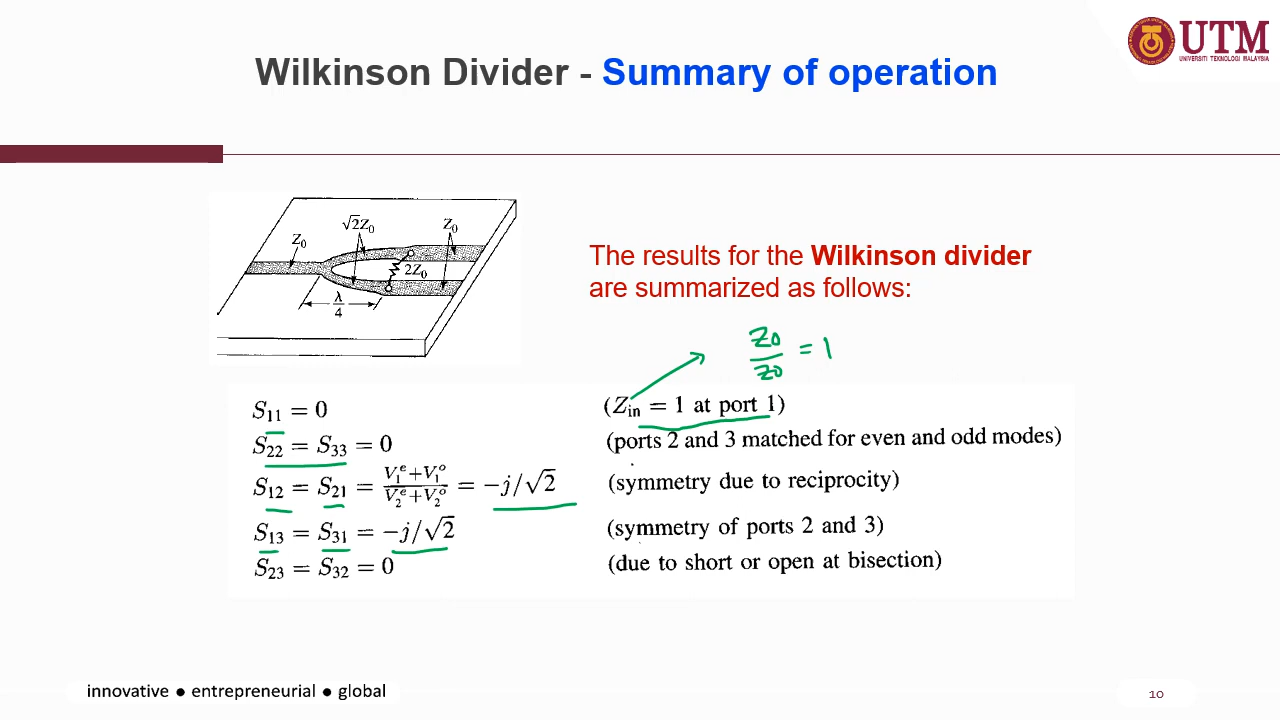 UTM
UNIVERSITI TEKNOLOGI MALAYSIA
Wilkinson Divider - Summary of operation
Z₀
√2Z₀
Z₀
2Z₀
λ/4
The results for the Wilkinson divider
are summarized as follows:
Z0/Z0 = 1
S₁₁ = 0 (Zᵢₙ = 1 at port 1)
S₂₂ = S₃₃ = 0 (ports 2 and 3 matched for even and odd modes)
S₁₂ = S₂₁ = (V₁ᵉ+V₁ᵒ)/(V₂ᵉ+V₂ᵒ) = −j/√2 (symmetry due to reciprocity)
S₁₃ = S₃₁ = −j/√2 (symmetry of ports 2 and 3)
S₂₃ = S₃₂ = 0 (due to short or open at bisection)
innovative ● entrepreneurial ● global
10